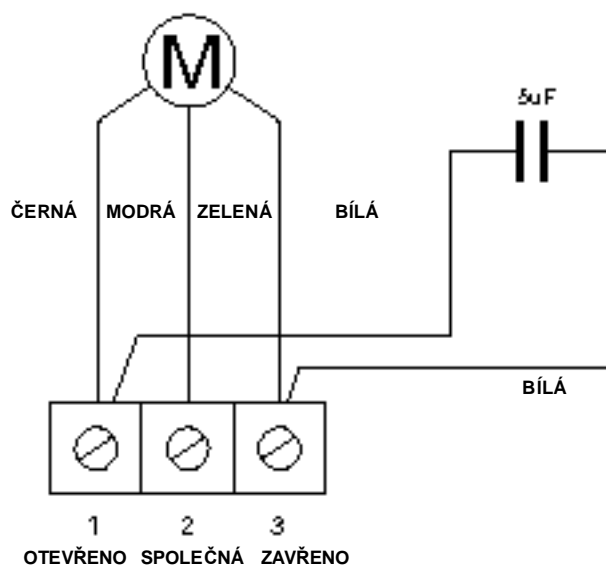 M
5uF
ČERNÁ MODRÁ ZELENÁ BÍLÁ
BÍLÁ
1 2 3
OTEVŘENO SPOLEČNÁ ZAVŘENO